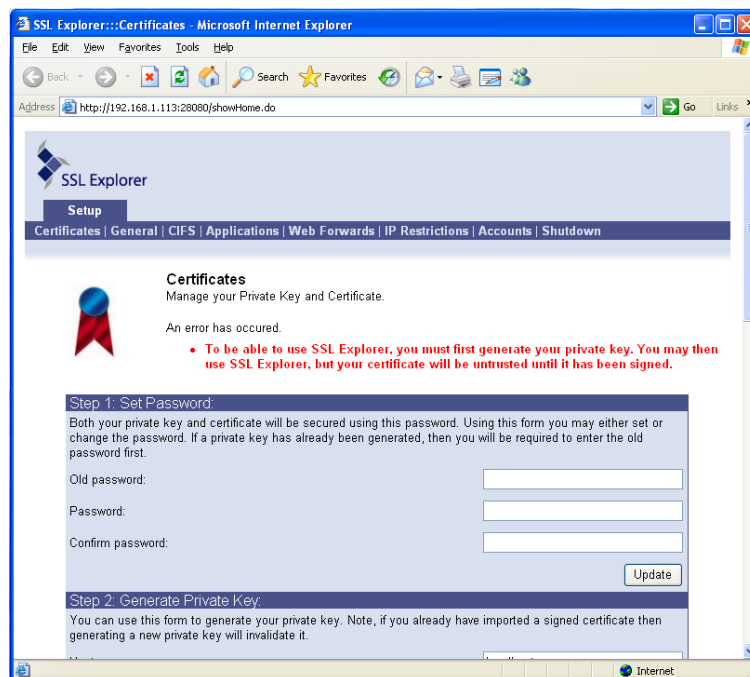 SSL Explorer:::Certificates - Microsoft Internet Explorer
File Edit View Favorites Tools Help
Back Search Favorites
Address http://192.168.1.113:28080/showHome.do Go Links
SSL Explorer
Setup
Certificates | General | CIFS | Applications | Web Forwards | IP Restrictions | Accounts | Shutdown
Certificates
Manage your Private Key and Certificate.
An error has occured.
• To be able to use SSL Explorer, you must first generate your private key. You may then
use SSL Explorer, but your certificate will be untrusted until it has been signed.
Step 1: Set Password:
Both your private key and certificate will be secured using this password. Using this form you may either set or
change the password. If a private key has already been generated, then you will be required to enter the old
password first.
Old password:
Password:
Confirm password:
Update
Step 2: Generate Private Key:
You can use this form to generate your private key. Note, if you already have imported a signed certificate then
generating a new private key will invalidate it.
Internet